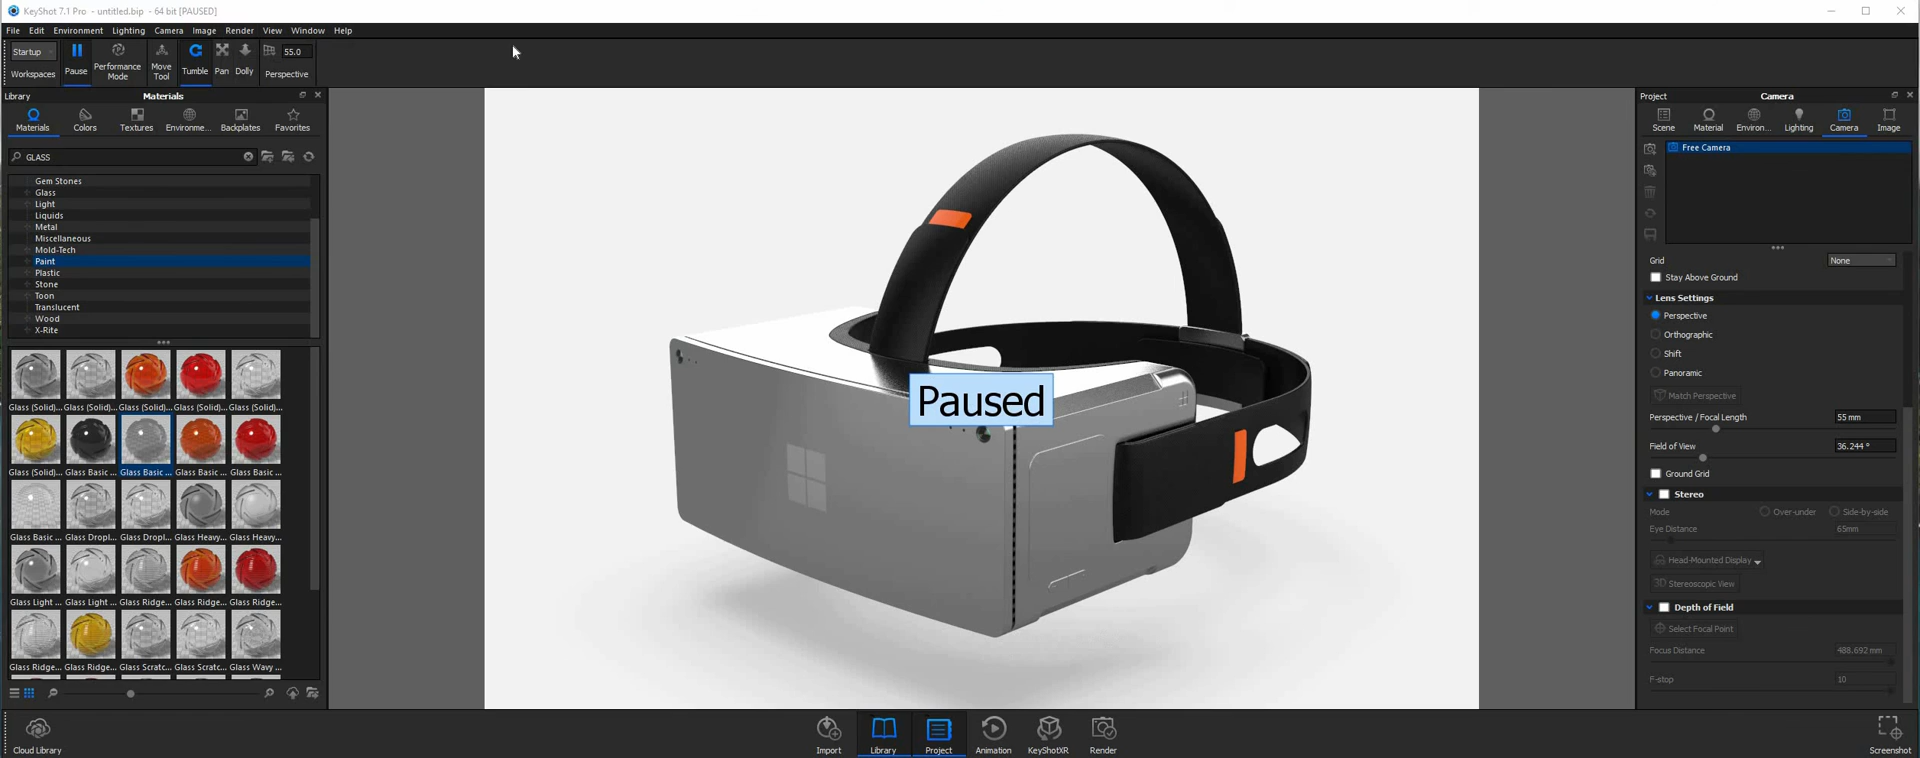 KeyShot 7.1 Pro - untitled.bip - 64 bit [PAUSED]
File Edit Environment Lighting Camera Image Render View Window Help
Startup
Workspaces
Pause
Performance Mode
Move Tool
Tumble
Pan
Dolly
55.0
Perspective
Library
Materials
Materials
Colors
Textures
Environme...
Backplates
Favorites
GLASS
Gem Stones
Glass
Light
Liquids
Metal
Miscellaneous
Mold-Tech
Paint
Plastic
Stone
Toon
Translucent
Wood
X-Rite
Glass (Solid)... Glass (Solid)... Glass (Solid)... Glass (Solid)... Glass (Solid)...
Glass (Solid)... Glass Basic ... Glass Basic ... Glass Basic ... Glass Basic ...
Glass Basic ... Glass Dropl... Glass Dropl... Glass Heavy... Glass Heavy...
Glass Light ... Glass Light ... Glass Ridge... Glass Ridge... Glass Ridge...
Glass Ridge... Glass Ridge... Glass Scratc... Glass Scratc... Glass Wavy ...
Cloud Library
Paused
Import
Library
Project
Animation
KeyShotXR
Render
Project
Camera
Scene
Material
Environ...
Lighting
Camera
Image
Free Camera
Grid None
Stay Above Ground
Lens Settings
Perspective
Orthographic
Shift
Panoramic
Match Perspective
Perspective / Focal Length 55 mm
Field of View 36.244 °
Ground Grid
Stereo
Mode Over-under Side-by-side
Eye Distance 65mm
Head-Mounted Display
3D Stereoscopic View
Depth of Field
Select Focal Point
Focus Distance 488.692 mm
F-stop 10
Screenshot